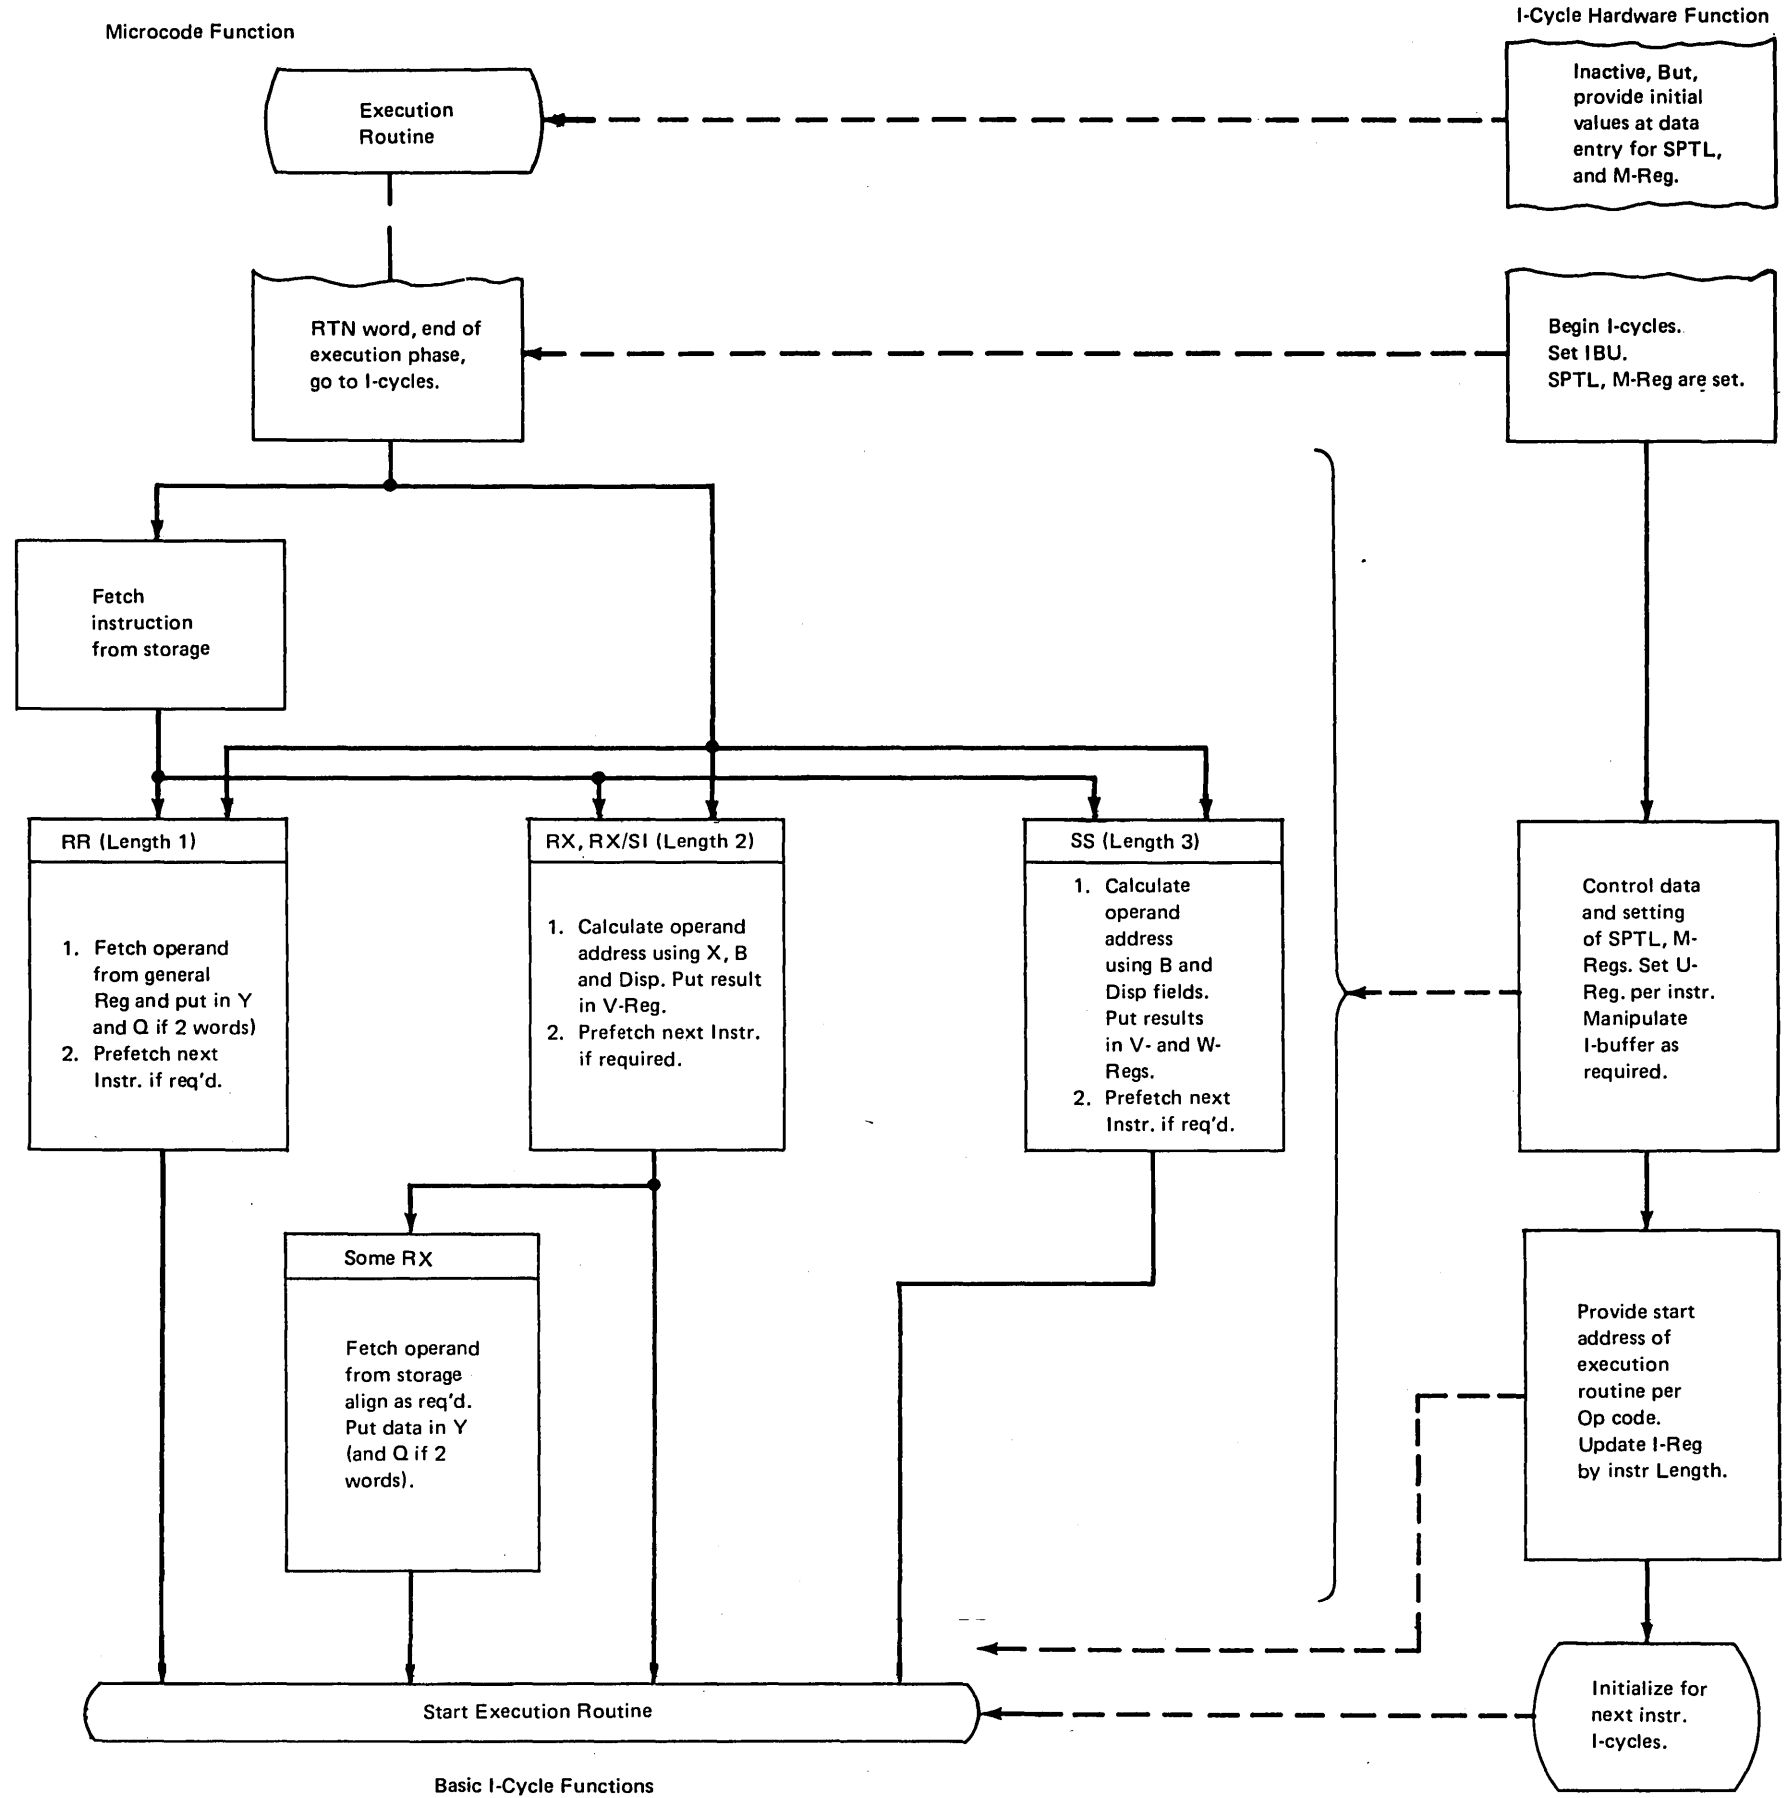 Microcode Function
I-Cycle Hardware Function
Execution
Routine
Inactive, But,
provide initial
values at data
entry for SPTL,
and M-Reg.
RTN word, end of
execution phase,
go to I-cycles.
Begin I-cycles.
Set IBU.
SPTL, M-Reg are set.
Fetch
instruction
from storage
RR (Length 1)
1. Fetch operand
from general
Reg and put in Y
and Q if 2 words)
2. Prefetch next
Instr. if req'd.
RX, RX/SI (Length 2)
1. Calculate operand
address using X, B
and Disp. Put result
in V-Reg.
2. Prefetch next Instr.
if required.
SS (Length 3)
1. Calculate
operand
address
using B and
Disp fields.
Put results
in V- and W-
Regs.
2. Prefetch next
Instr. if req'd.
Control data
and setting
of SPTL, M-
Regs. Set U-
Reg. per instr.
Manipulate
I-buffer as
required.
Some RX
Fetch operand
from storage
align as req'd.
Put data in Y
(and Q if 2
words).
Provide start
address of
execution
routine per
Op code.
Update I-Reg
by instr Length.
Start Execution Routine
Initialize for
next instr.
I-cycles.
Basic I-Cycle Functions